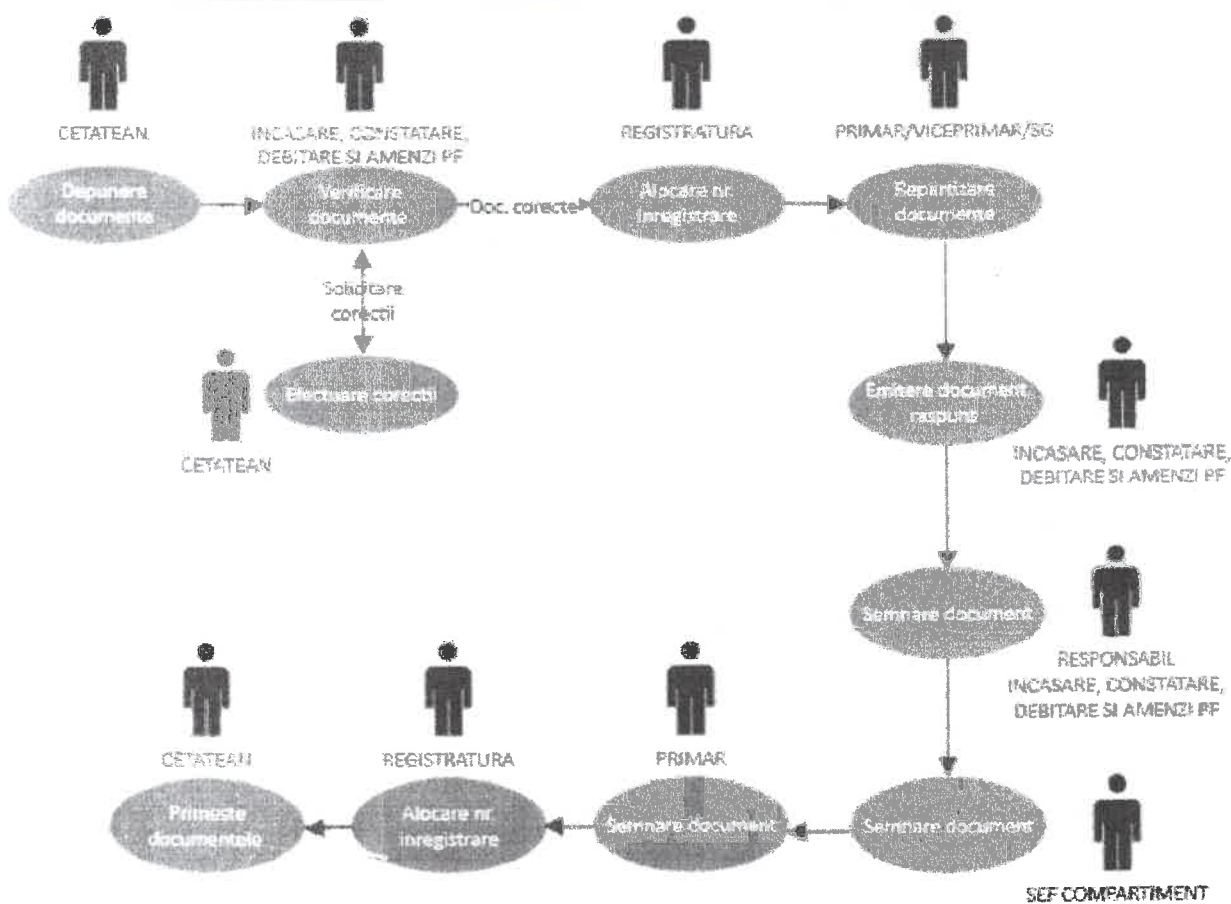 CETATEAN
INCASARE, CONSTATARE,
DEBITARE SI AMENZI PF
REGISTRATURA
PRIMAR/VICEPRIMAR/SG
Depunere
documente
Verificare
documente
Doc. corecte
Alocare nr.
inregistrare
Repartizare
documente
Solicitare
corectii
Efectuare corectii
CETATEAN
Emitere document
raspuns
INCASARE, CONSTATARE,
DEBITARE SI AMENZI PF
Semnare document
RESPONSABIL
INCASARE, CONSTATARE,
DEBITARE SI AMENZI PF
CETATEAN
REGISTRATURA
PRIMAR
Primeste
documentele
Alocare nr.
inregistrare
Semnare document
Semnare document
SEF COMPARTIMENT